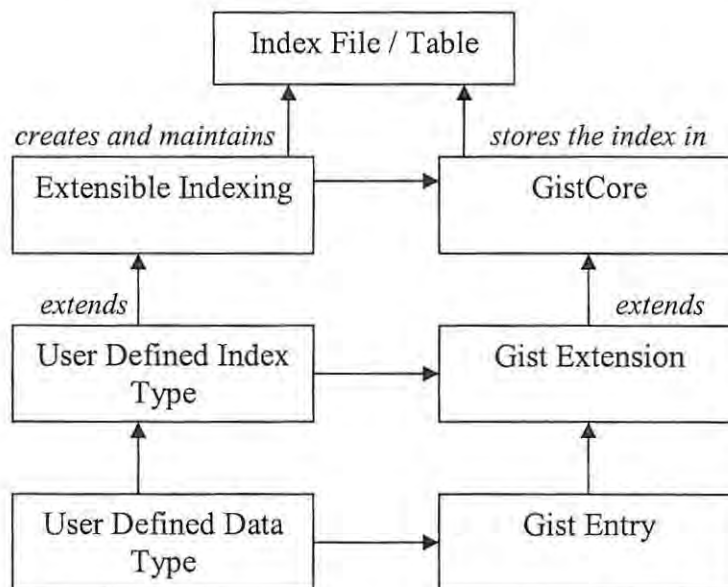 Index File / Table
creates and maintains
stores the index in
Extensible Indexing
GistCore
extends
extends
User Defined Index
Type
Gist Extension
User Defined Data
Type
Gist Entry